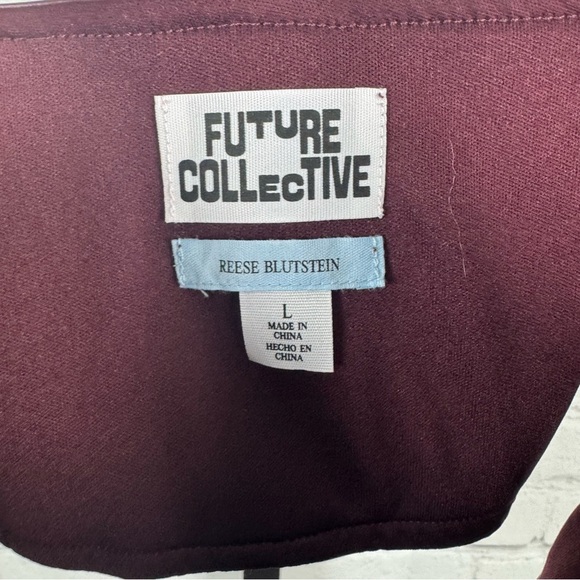 FUTURE
COLLECTIVE
REESE BLUTSTEIN
L
MADE IN
CHINA
HECHO EN
CHINA